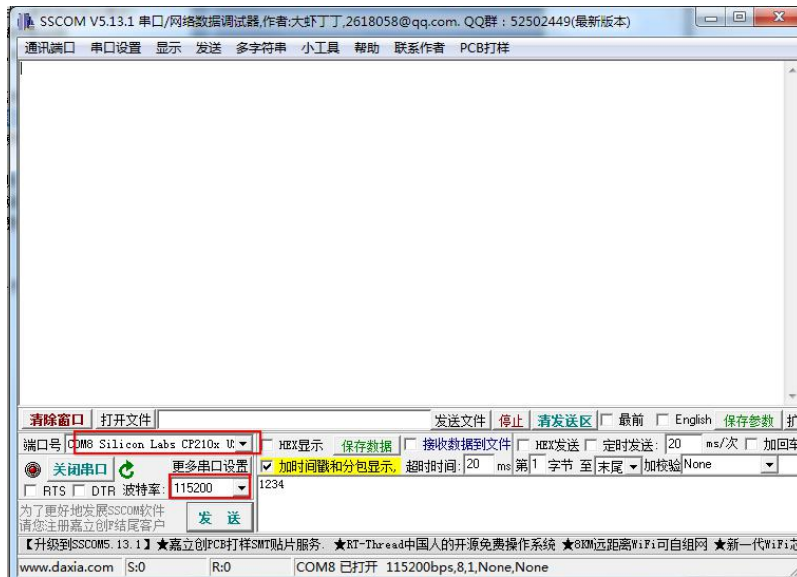 SSCOM V5.13.1 串口/网络数据调试器,作者:大虾丁丁,2618058@qq.com. QQ群：52502449(最新版本)
通讯端口 串口设置 显示 发送 多字符串 小工具 帮助 联系作者 PCB打样
清除窗口 打开文件 发送文件 停止 清发送区 最前 English 保存参数 扩
端口号 COM8 Silicon Labs CP210x U HEX显示 保存数据 接收数据到文件 HEX发送 定时发送: 20 ms/次 加回车
关闭串口 更多串口设置 加时间戳和分包显示, 超时时间: 20 ms 第 1 字节 至 末尾 加校验 None
RTS DTR 波特率: 115200 1234
为了更好地发展SSCOM软件
请您注册嘉立创F结尾客户
发 送
【升级到SSCOM5.13.1】★嘉立创PCB打样SMT贴片服务. ★RT-Thread中国人的开源免费操作系统 ★8KM远距离WiFi可自组网 ★新一代WiFi芯
www.daxia.com S:0 R:0 COM8 已打开 115200bps,8,1,None,None